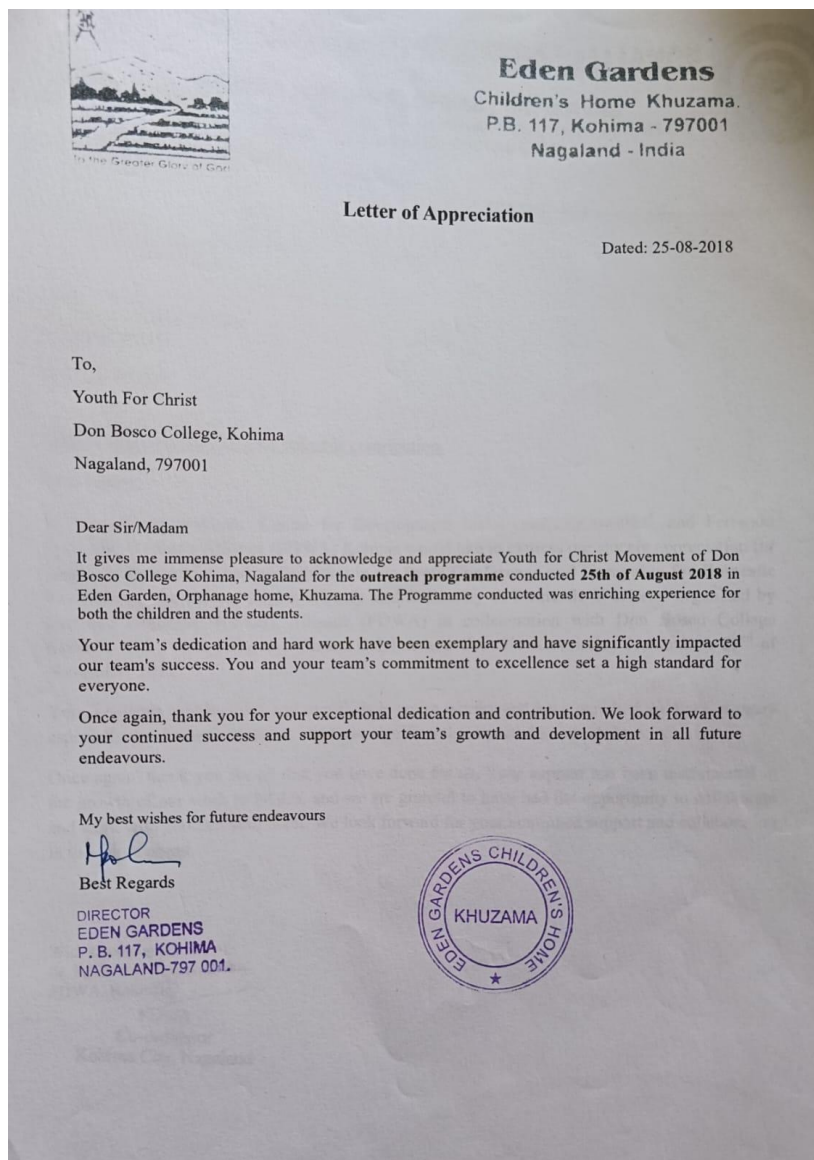 To the Greater Glory of God
Eden Gardens
Children's Home Khuzama.
P.B. 117, Kohima - 797001
Nagaland - India
Letter of Appreciation
Dated: 25-08-2018
To,
Youth For Christ
Don Bosco College, Kohima
Nagaland, 797001
Dear Sir/Madam
It gives me immense pleasure to acknowledge and appreciate Youth for Christ Movement of Don
Bosco College Kohima, Nagaland for the outreach programme conducted 25th of August 2018 in
Eden Garden, Orphanage home, Khuzama. The Programme conducted was enriching experience for
both the children and the students.
Your team’s dedication and hard work have been exemplary and have significantly impacted
our team's success. You and your team’s commitment to excellence set a high standard for
everyone.
Once again, thank you for your exceptional dedication and contribution. We look forward to
your continued success and support your team’s growth and development in all future
endeavours.
My best wishes for future endeavours
Best Regards
DIRECTOR
EDEN GARDENS
P. B. 117, KOHIMA
NAGALAND-797 001.
EDEN GARDENS CHILDREN'S HOME
KHUZAMA